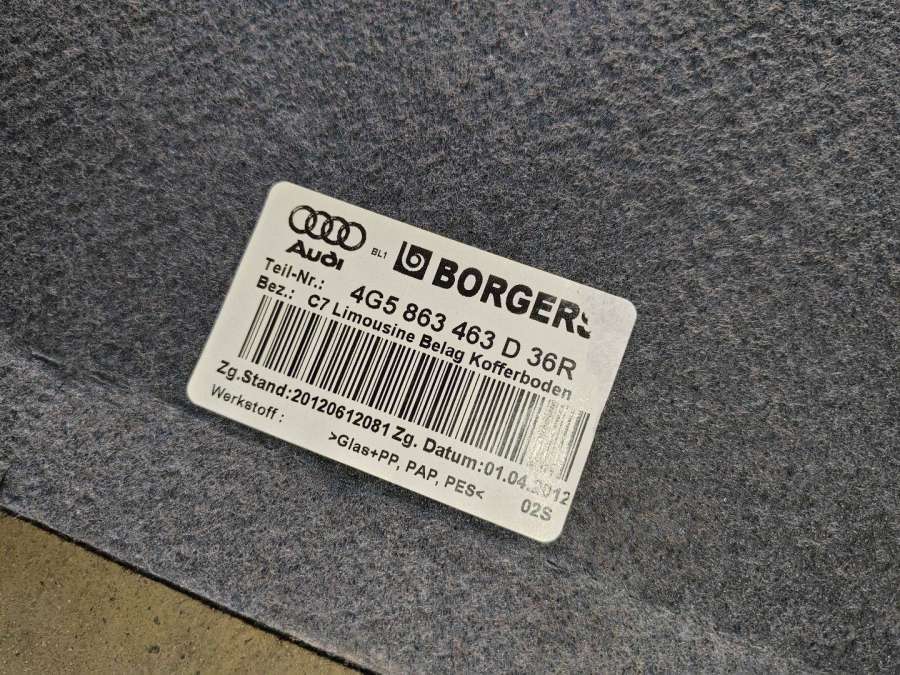 Audi BL1 BORGERS
Teil-Nr.: 4G5 863 463 D 36R
Bez.: C7 Limousine Belag Kofferboden
Zg.Stand:20120612081 Zg. Datum:01.04.2012
Werkstoff : >Glas+PP, PAP, PES<
02S